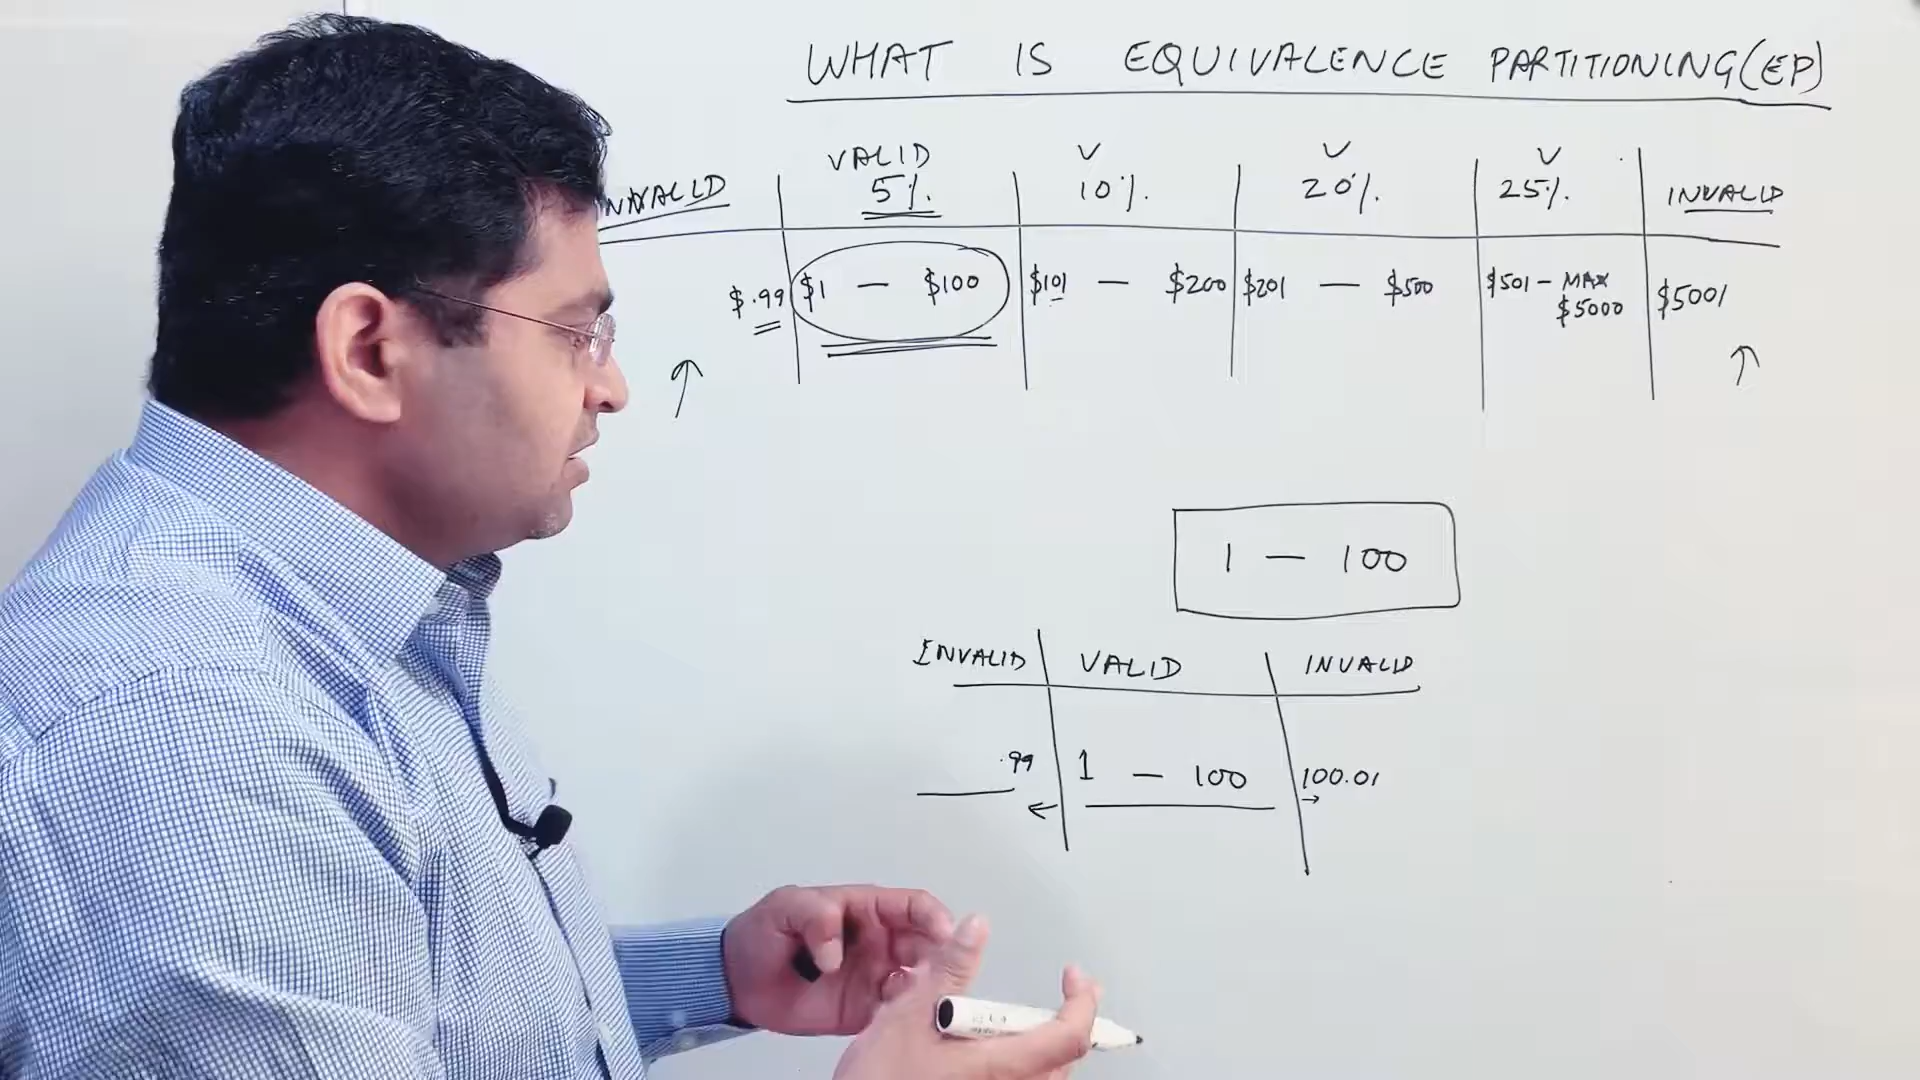 WHAT IS EQUIVALENCE PARTITIONING(EP)
VALID V V V
INVALID 5%. 10%. 20%. 25%. INVALID
$.99 $1 — $100 $101 — $200 $201 — $500 $501 - MAX $5001
$5000
1 — 100
INVALID VALID INVALID
.99 1 — 100 100.01